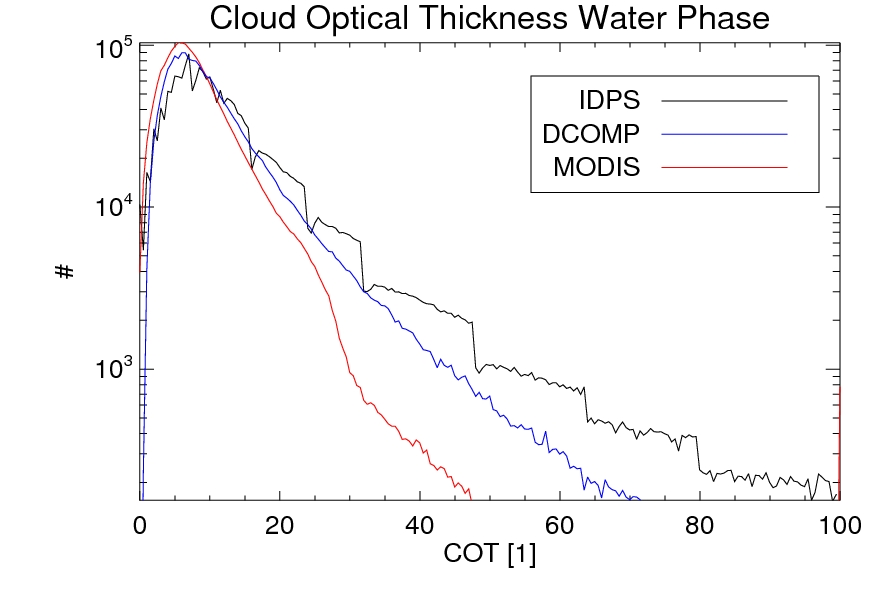 Cloud Optical Thickness Water Phase
10^5
10^4
10^3
#
IDPS
DCOMP
MODIS
0 20 40 60 80 100
COT [1]